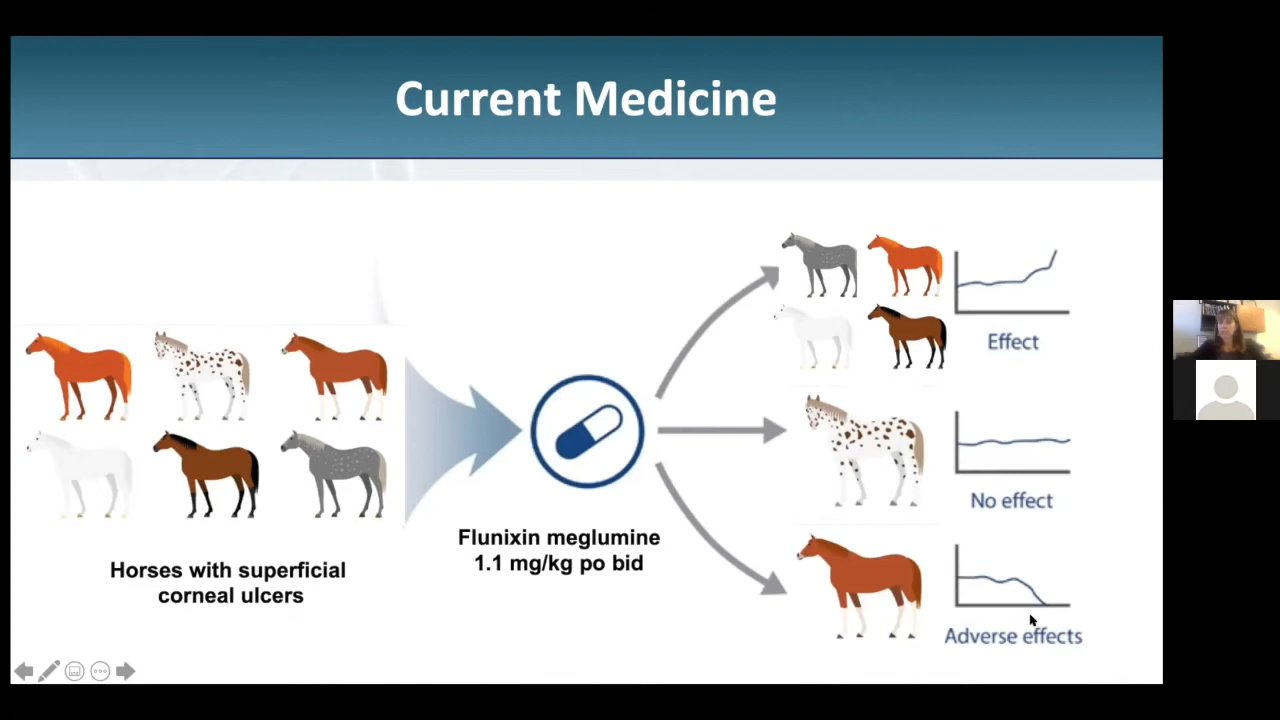 Current Medicine
Horses with superficial
corneal ulcers
Flunixin meglumine
1.1 mg/kg po bid
Effect
No effect
Adverse effects